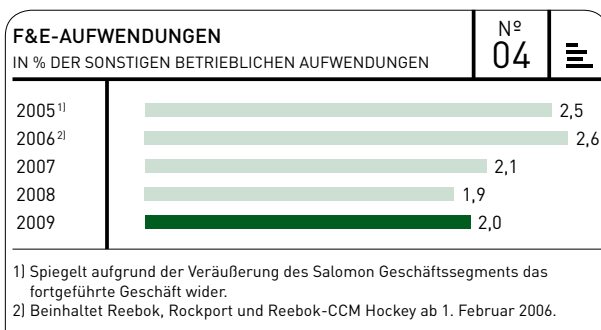 F&E-AUFWENDUNGEN
IN % DER SONSTIGEN BETRIEBLICHEN AUFWENDUNGEN
Nº
04
2005 1) 2,5
2006 2) 2,6
2007 2,1
2008 1,9
2009 2,0
1) Spiegelt aufgrund der Veräußerung des Salomon Geschäftssegments das
fortgeführte Geschäft wider.
2) Beinhaltet Reebok, Rockport und Reebok-CCM Hockey ab 1. Februar 2006.